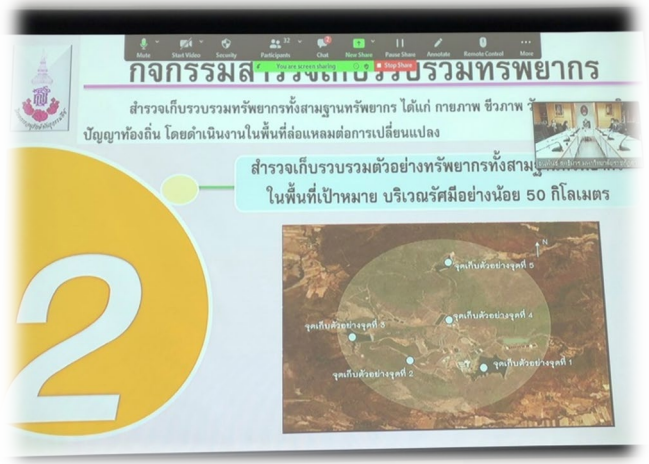 Mute
Start Video
Security
Participants
32
Chat
2
New Share
Pause Share
Annotate
Remote Control
More
You are screen sharing
Stop Share
กิจกรรมสำรวจเก็บรวบรวมทรัพยากร
สำรวจเก็บรวบรวมทรัพยากรทั้งสามฐานทรัพยากร ได้แก่ กายภาพ ชีวภาพ
ปัญญาท้องถิ่น โดยดำเนินงานในพื้นที่ล่อแหลมต่อการเปลี่ยนแปลง
สำรวจเก็บรวบรวมตัวอย่างทรัพยากรทั้งสาม
ในพื้นที่เป้าหมาย บริเวณรัศมีอย่างน้อย 50 กิโลเมตร
2
N
จุดเก็บตัวอย่างจุดที่ 5
จุดเก็บตัวอย่างจุดที่ 4
จุดเก็บตัวอย่างจุดที่ 3
จุดเก็บตัวอย่างจุดที่ 1
จุดเก็บตัวอย่างจุดที่ 2